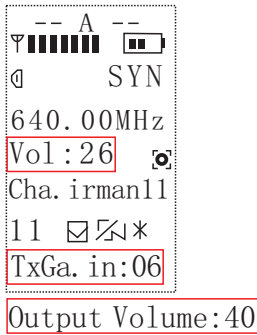 -- A --
SYN
640.00MHz
Vol:26
Cha.irman11
11
TxGa.in:06
Output Volume:40